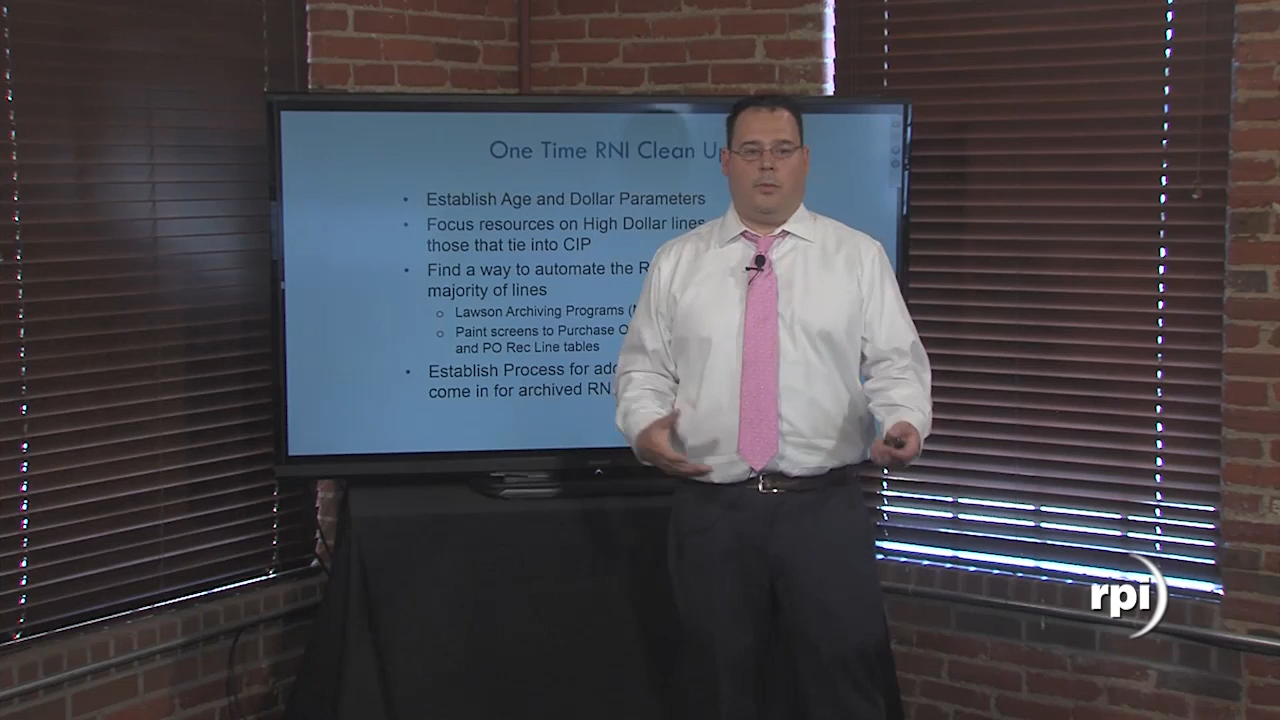 One Time RNI Clean U
• Establish Age and Dollar Parameters
• Focus resources on High Dollar lines
those that tie into CIP
• Find a way to automate the R
majority of lines
o Lawson Archiving Programs (
o Paint screens to Purchase O
and PO Rec Line tables
• Establish Process for add
come in for archived RN
rpi